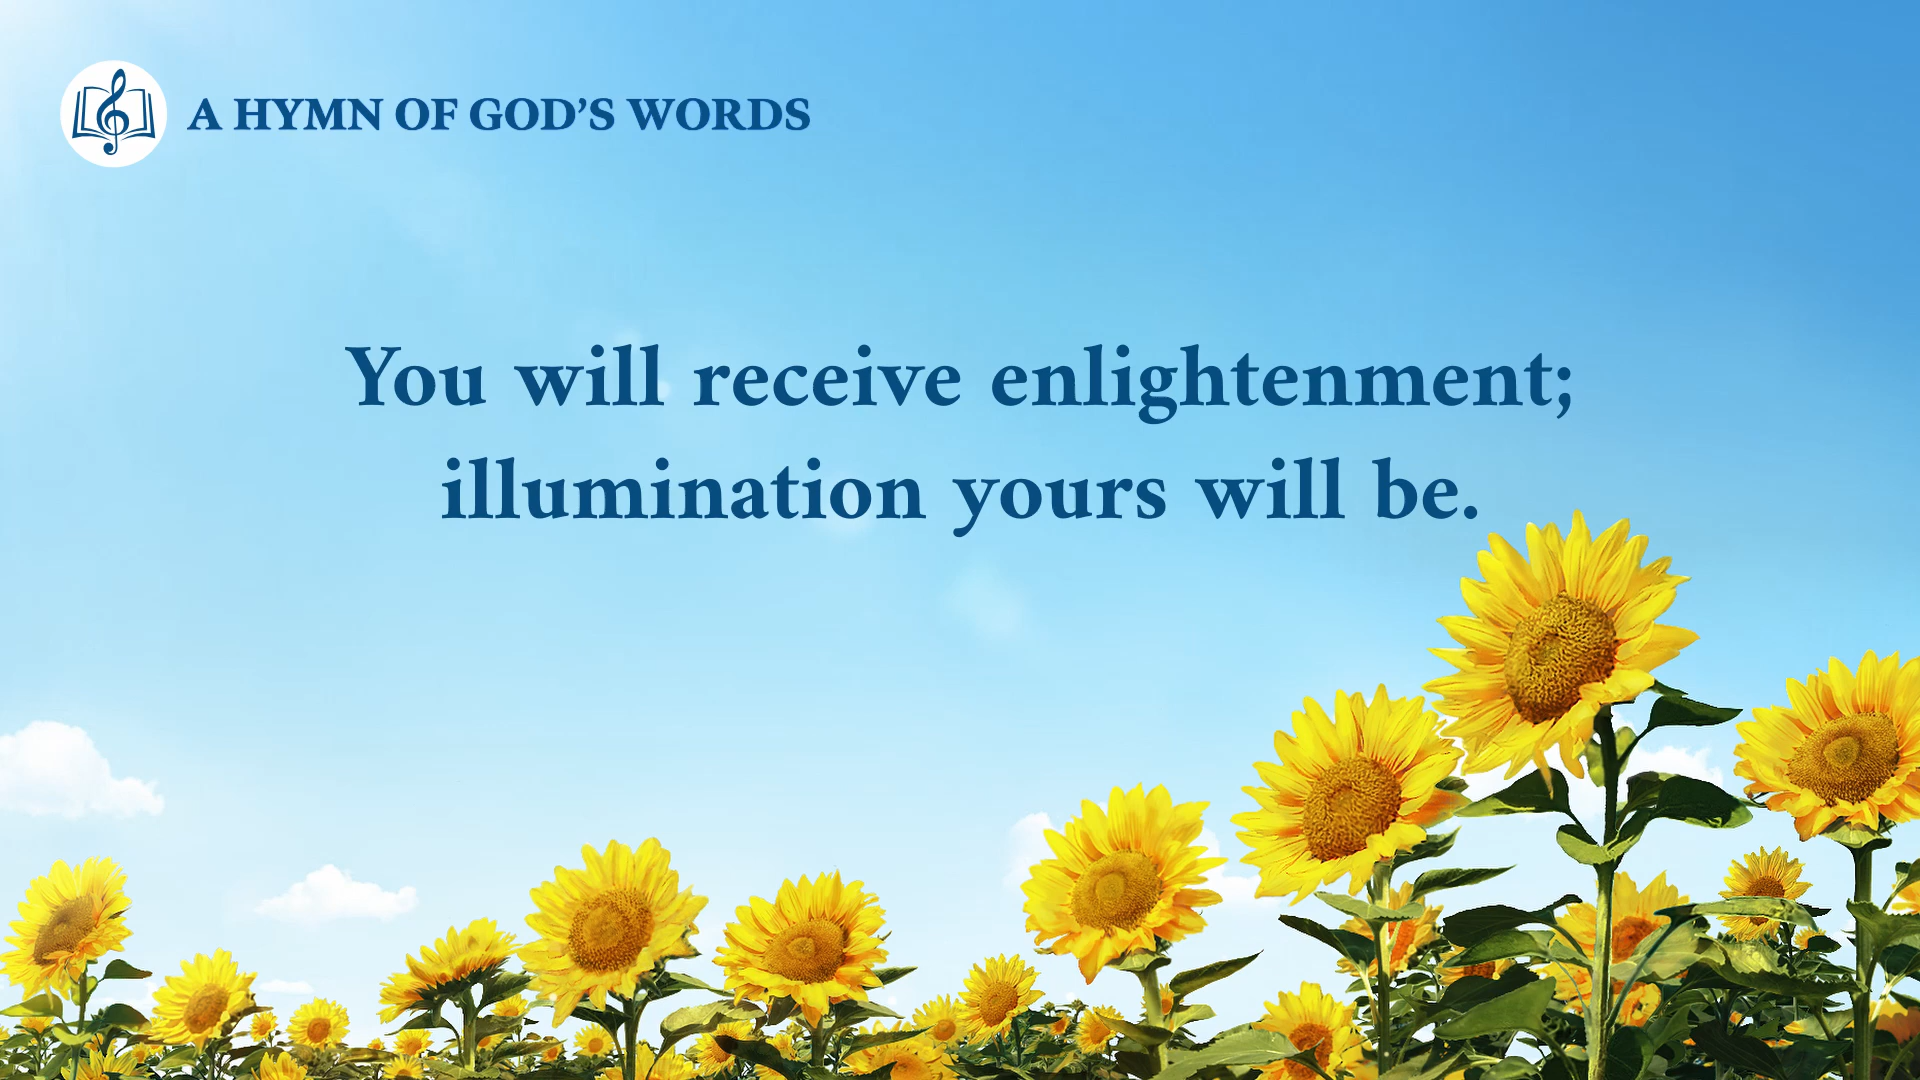 A HYMN OF GOD’S WORDS
You will receive enlightenment;
illumination yours will be.